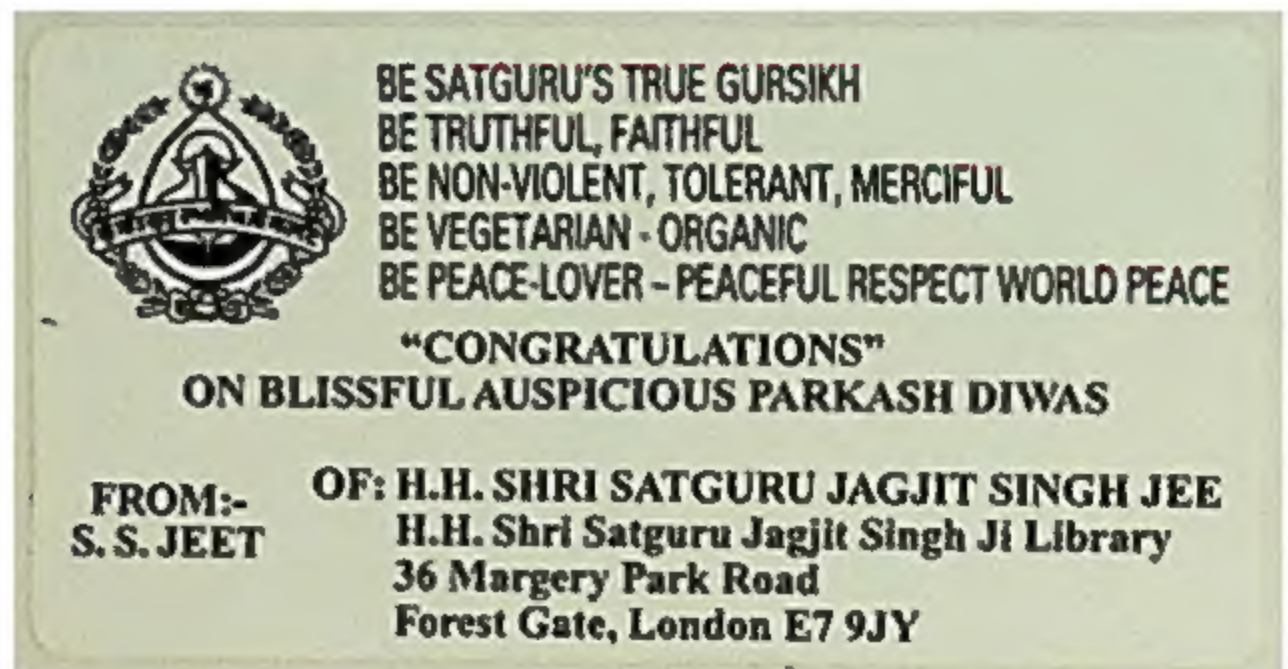 BE SATGURU'S TRUE GURSIKH
BE TRUTHFUL, FAITHFUL
BE NON-VIOLENT, TOLERANT, MERCIFUL
BE VEGETARIAN - ORGANIC
BE PEACE-LOVER – PEACEFUL RESPECT WORLD PEACE
"CONGRATULATIONS"
ON BLISSFUL AUSPICIOUS PARKASH DIWAS
FROM:-
S. S. JEET
OF: H.H. SHRI SATGURU JAGJIT SINGH JEE
H.H. Shri Satguru Jagjit Singh Ji Library
36 Margery Park Road
Forest Gate, London E7 9JY